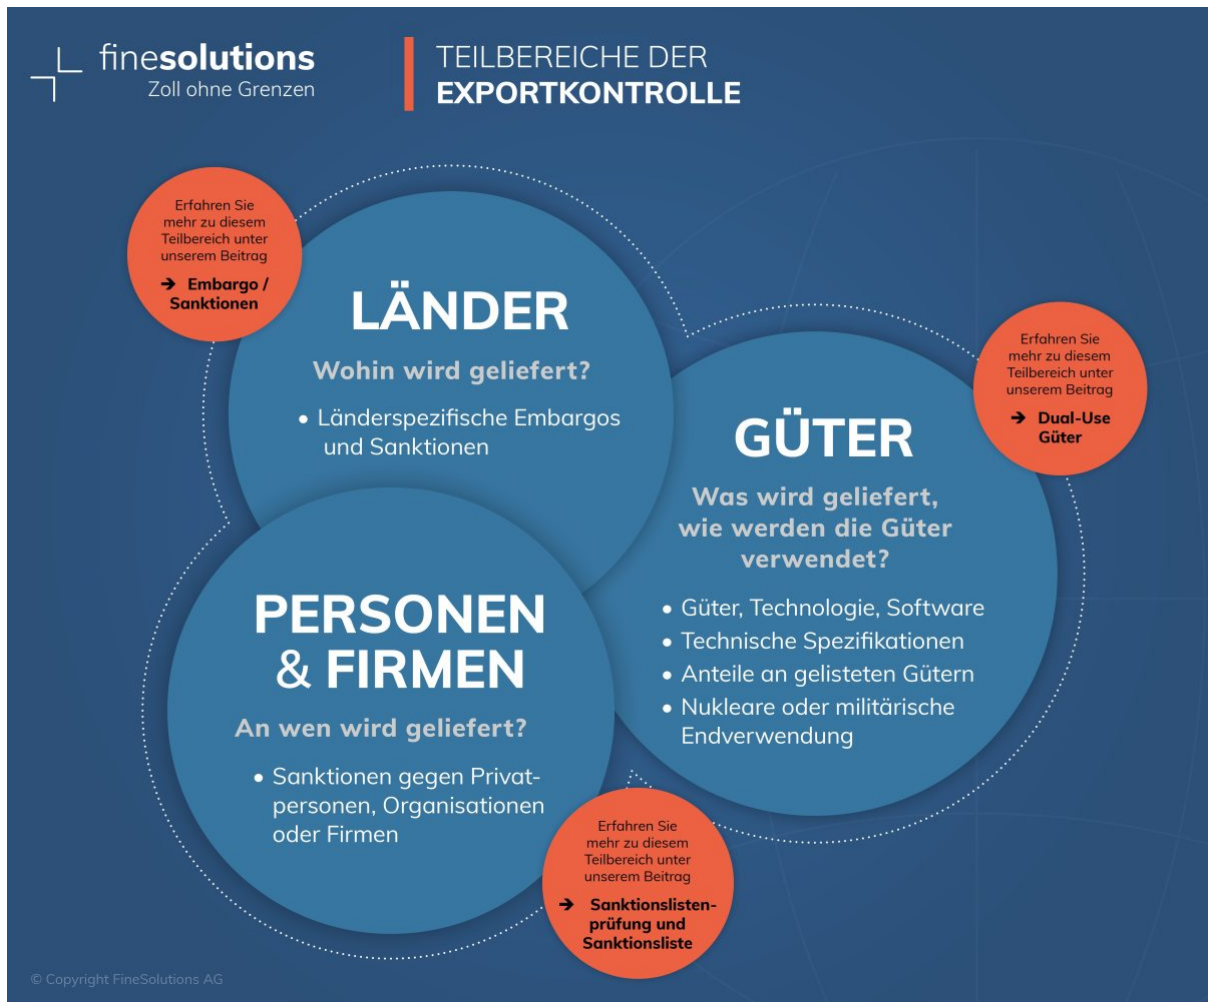 finesolutions
Zoll ohne Grenzen
TEILBEREICHE DER
EXPORTKONTROLLE
Erfahren Sie
mehr zu diesem
Teilbereich unter
unserem Beitrag
→ Embargo /
Sanktionen
LÄNDER
Wohin wird geliefert?
• Länderspezifische Embargos
und Sanktionen
Erfahren Sie
mehr zu diesem
Teilbereich unter
unserem Beitrag
→ Dual-Use
Güter
GÜTER
Was wird geliefert,
wie werden die Güter
verwendet?
• Güter, Technologie, Software
• Technische Spezifikationen
• Anteile an gelisteten Gütern
• Nukleare oder militärische
Endverwendung
PERSONEN
& FIRMEN
An wen wird geliefert?
• Sanktionen gegen Privat-
personen, Organisationen
oder Firmen
Erfahren Sie
mehr zu diesem
Teilbereich unter
unserem Beitrag
→ Sanktionslisten-
prüfung und
Sanktionsliste
© Copyright FineSolutions AG